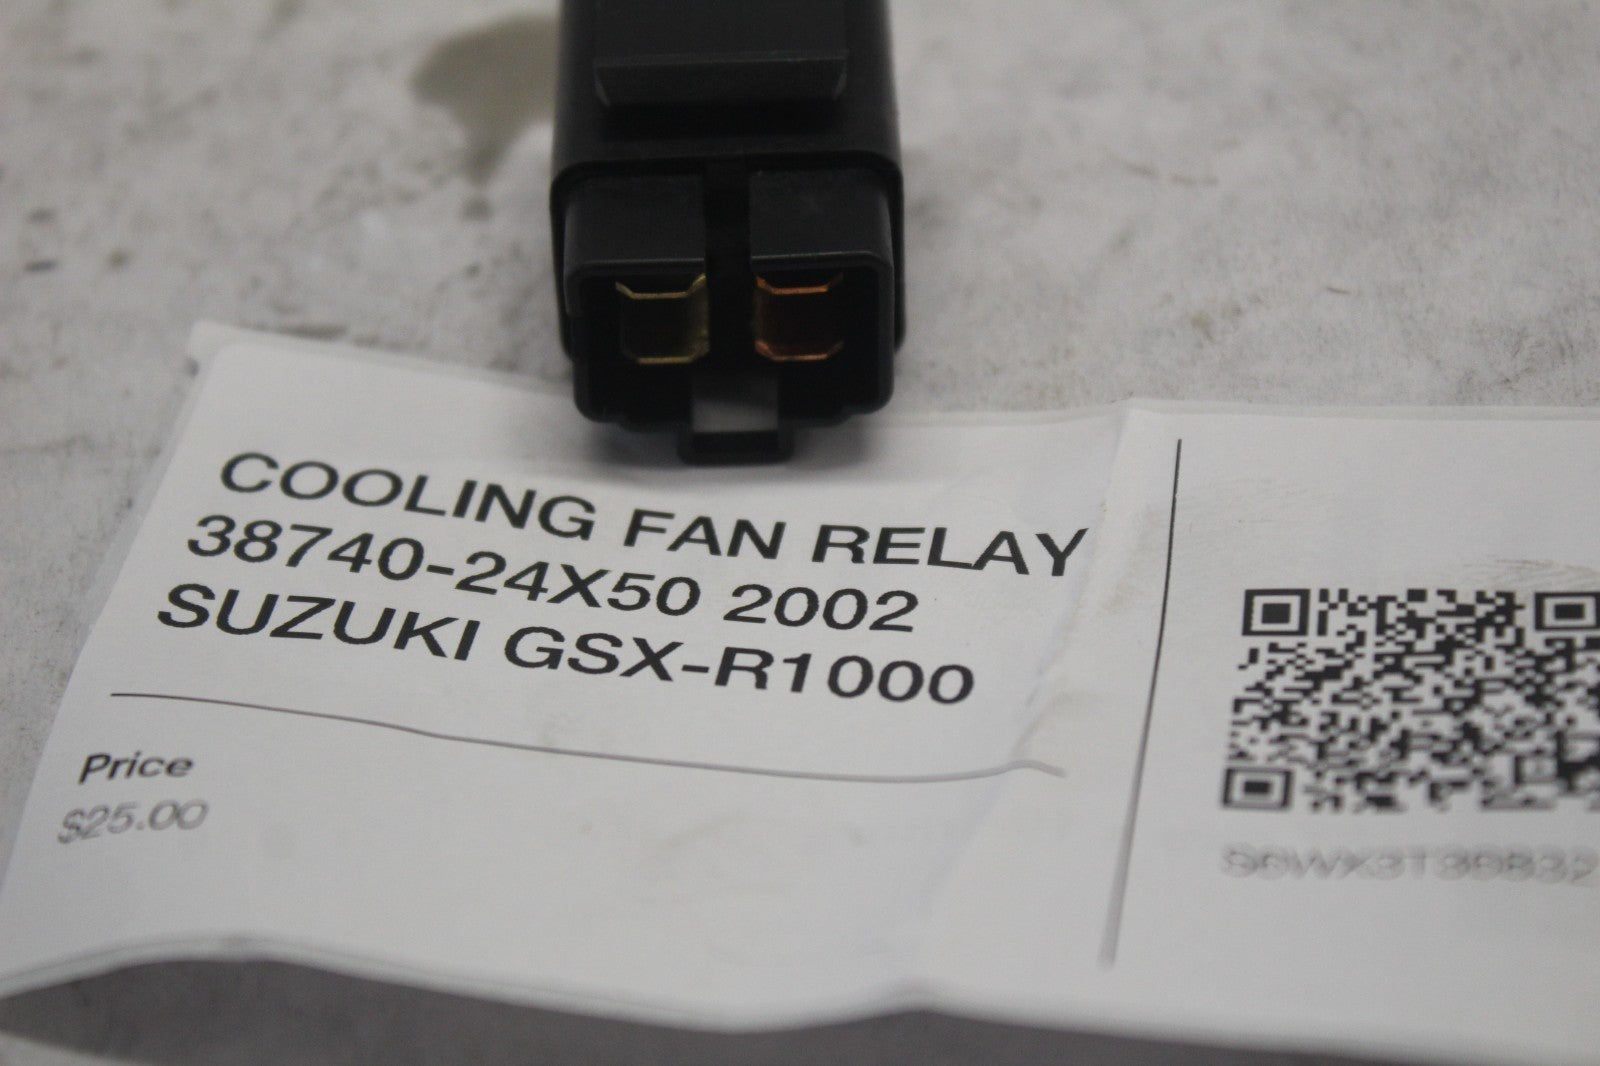 COOLING FAN RELAY
38740-24X50 2002
SUZUKI GSX-R1000
Price
$25.00